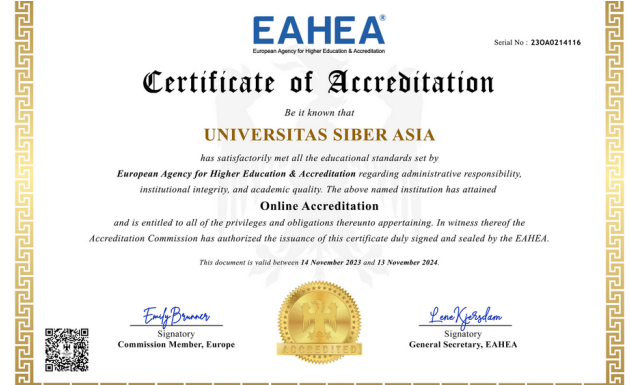 EAHEA®
European Agency for Higher Education & Accreditation
Serial No : 23OA0214116
Certificate of Accreditation
Be it known that
UNIVERSITAS SIBER ASIA
has satisfactorily met all the educational standards set by
European Agency for Higher Education & Accreditation regarding administrative responsibility,
institutional integrity, and academic quality. The above named institution has attained
Online Accreditation
and is entitled to all of the privileges and obligations thereunto appertaining. In witness thereof the
Accreditation Commission has authorized the issuance of this certificate duly signed and sealed by the EAHEA.
This document is valid between 14 November 2023 and 13 November 2024.
Emily Brunner
Signatory
Commission Member, Europe
ACCREDITED
Lene Kjersdam
Signatory
General Secretary, EAHEA